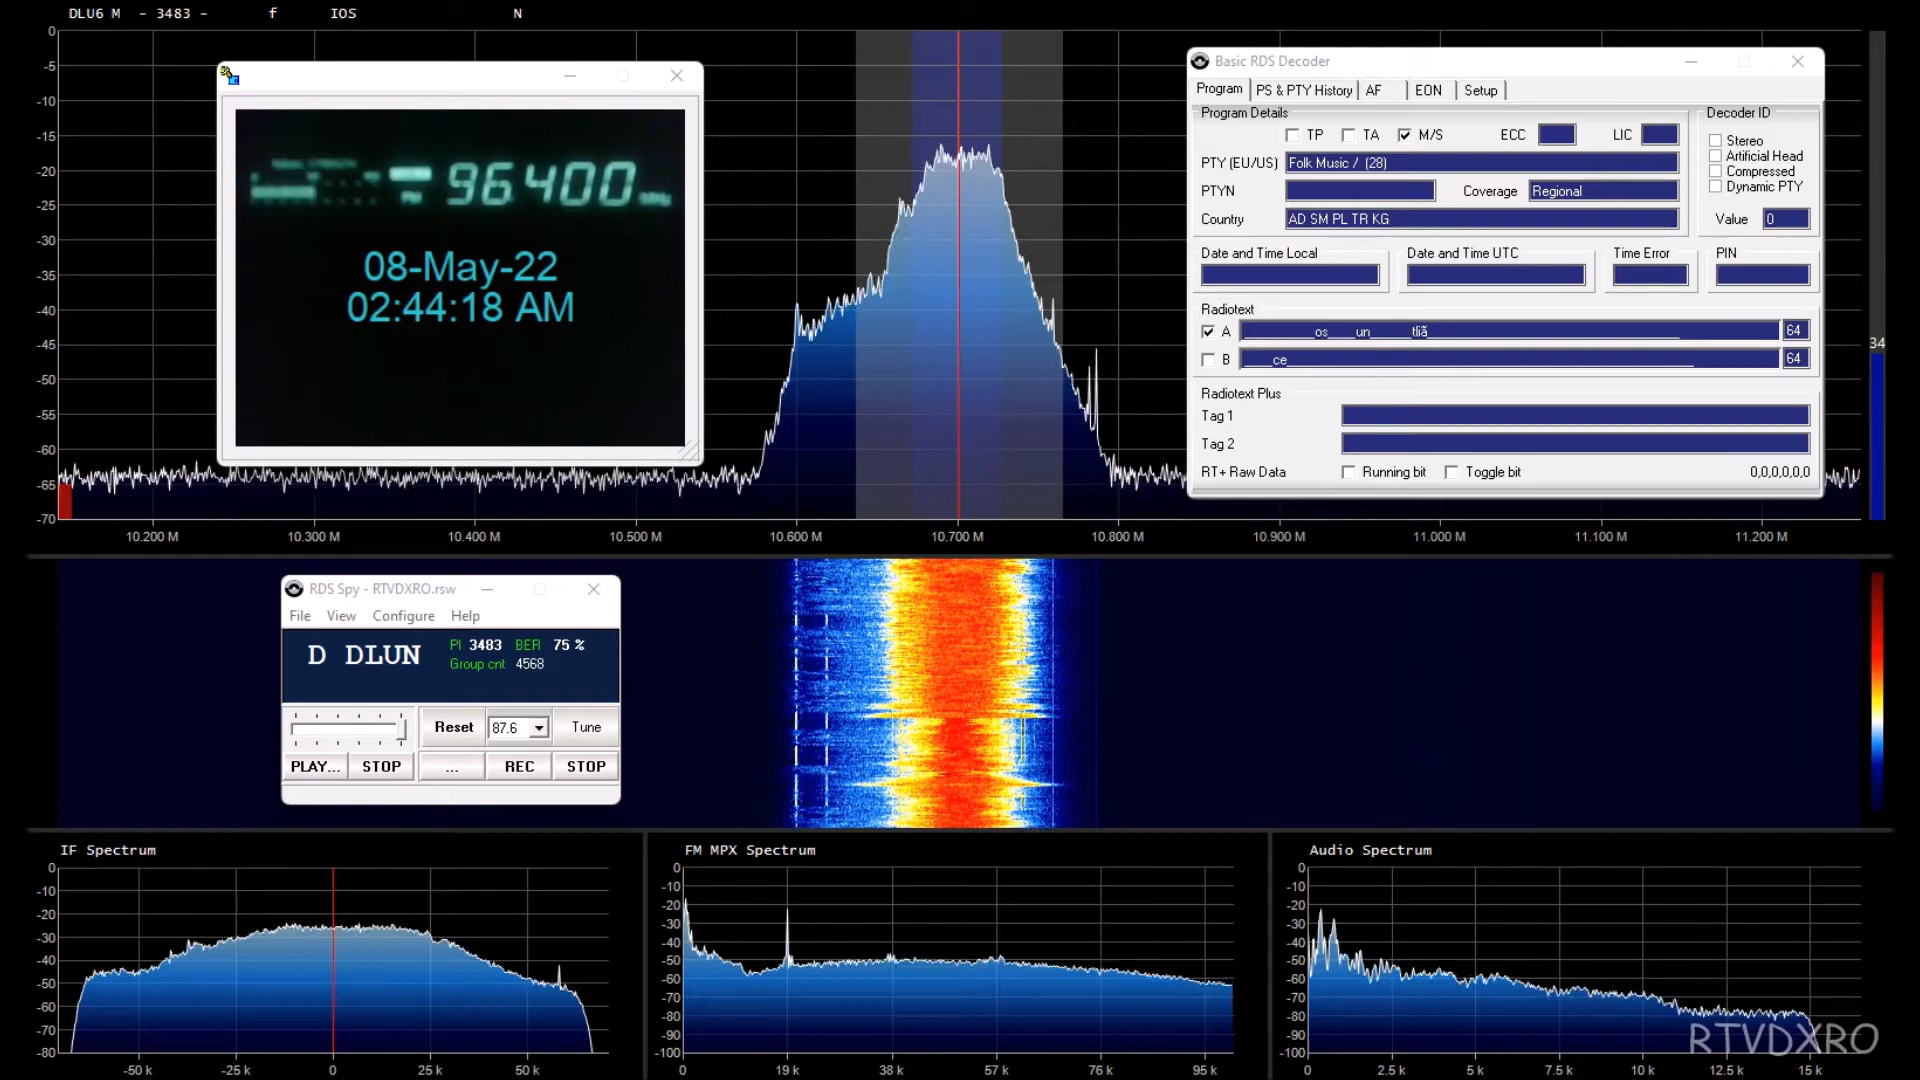 DLU6 M - 3483 - f IOS N
0
-5
-10
-15
-20
-25
-30
-35
-40
-45
-50
-55
-60
-65
-70
10.200 M 10.300 M 10.400 M 10.500 M 10.600 M 10.700 M 10.800 M 10.900 M 11.000 M 11.100 M 11.200 M
34
96400
08-May-22
02:44:18 AM
Basic RDS Decoder
Program PS & PTY History AF EON Setup
Program Details
TP TA M/S ECC LIC
PTY (EU/US) Folk Music / (28)
PTYN Coverage Regional
Country AD SM PL TR KG
Decoder ID
Stereo
Artificial Head
Compressed
Dynamic PTY
Value 0
Date and Time Local Date and Time UTC Time Error PIN
Radiotext
A ________os____un______tliã 64
B ____ce 64
Radiotext Plus
Tag 1
Tag 2
RT+ Raw Data Running bit Toggle bit 0,0,0,0,0,0
RDS Spy - RTVDXRO.rsw
File View Configure Help
D DLUN PI 3483 BER 75 %
Group cnt 4568
Reset 87.6 Tune
PLAY... STOP ... REC STOP
IF Spectrum
0
-10
-20
-30
-40
-50
-60
-70
-80
-50 k -25 k 0 25 k 50 k
FM MPX Spectrum
0
-10
-20
-30
-40
-50
-60
-70
-80
-90
-100
0 19 k 38 k 57 k 76 k 95 k
Audio Spectrum
0
-10
-20
-30
-40
-50
-60
-70
-80
-90
-100
0 2.5 k 5 k 7.5 k 10 k 12.5 k 15 k
RTVDXRO